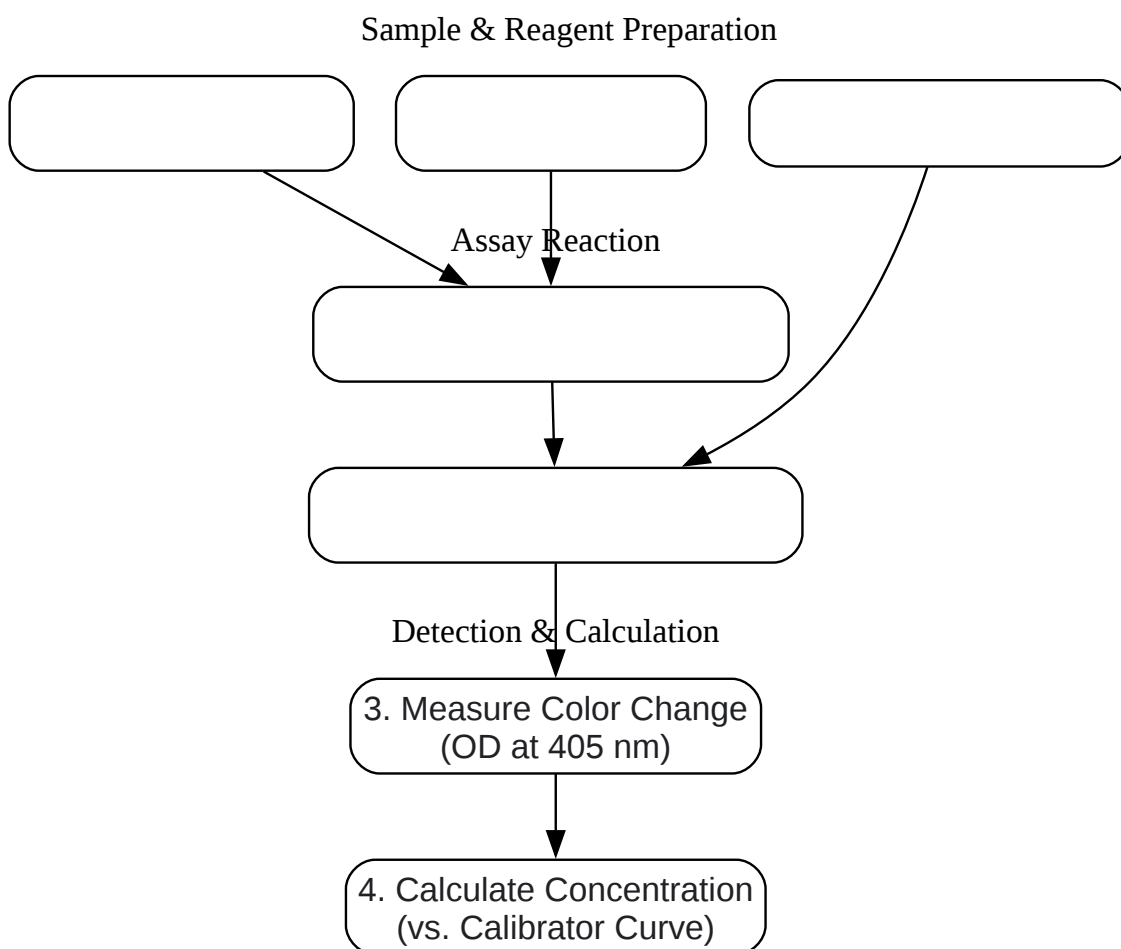 Sample & Reagent Preparation
Assay Reaction
Detection & Calculation
3. Measure Color Change
(OD at 405 nm)
4. Calculate Concentration
(vs. Calibrator Curve)